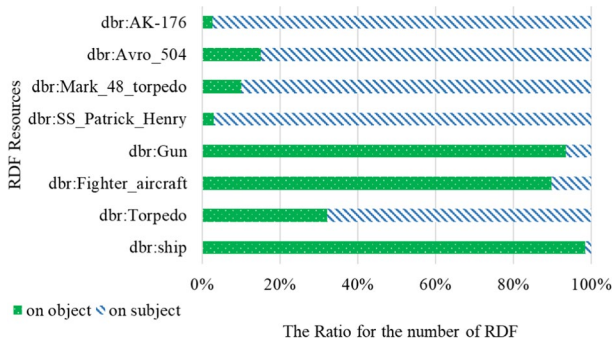 RDF Resources
dbr:AK-176
dbr:Avro_504
dbr:Mark_48_torpedo
dbr:SS_Patrick_Henry
dbr:Gun
dbr:Fighter_aircraft
dbr:Torpedo
dbr:ship
0% 20% 40% 60% 80% 100%
on object on subject
The Ratio for the number of RDF